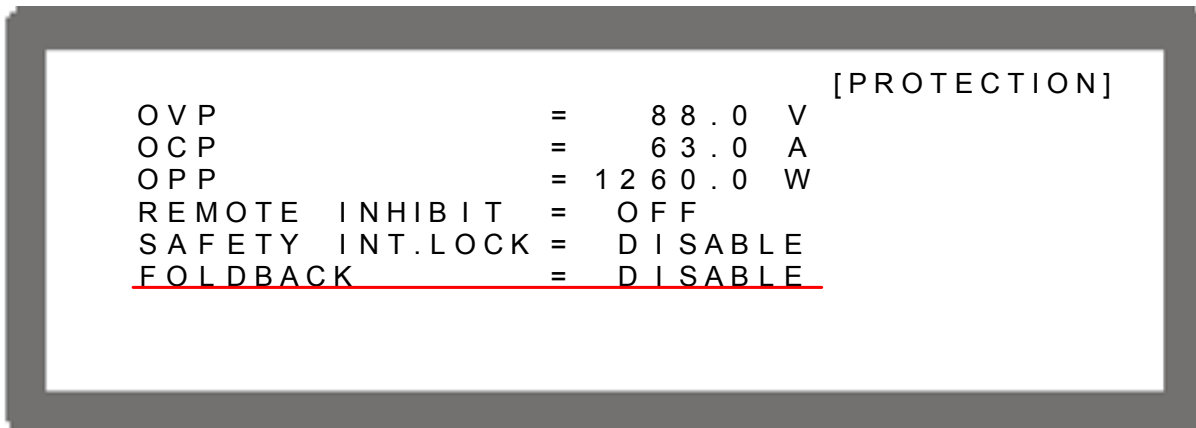 [PROTECTION]
OVP = 88.0 V
OCP = 63.0 A
OPP = 1260.0 W
REMOTE INHIBIT = OFF
SAFETY INT.LOCK = DISABLE
FOLDBACK = DISABLE